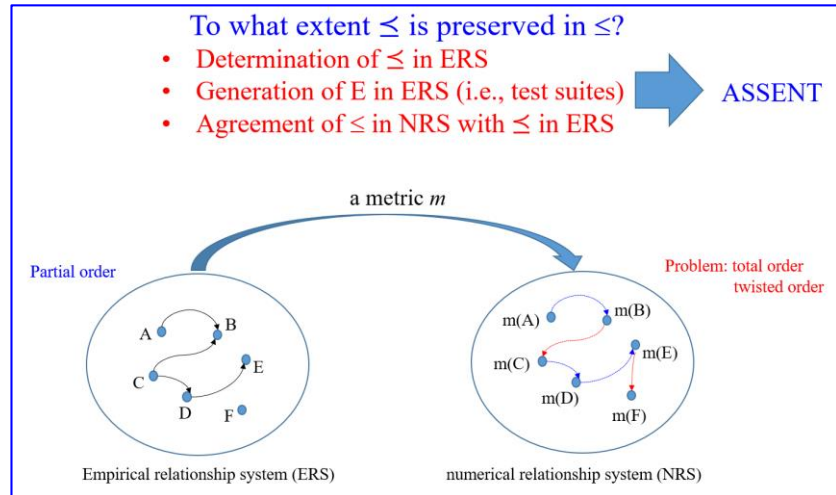 To what extent ⪯ is preserved in ≤?
• Determination of ⪯ in ERS
• Generation of E in ERS (i.e., test suites)
• Agreement of ≤ in NRS with ⪯ in ERS
ASSENT
a metric m
Partial order
Problem: total order
twisted order
A
B
C
D
E
F
m(A)
m(B)
m(C)
m(D)
m(E)
m(F)
Empirical relationship system (ERS)
numerical relationship system (NRS)